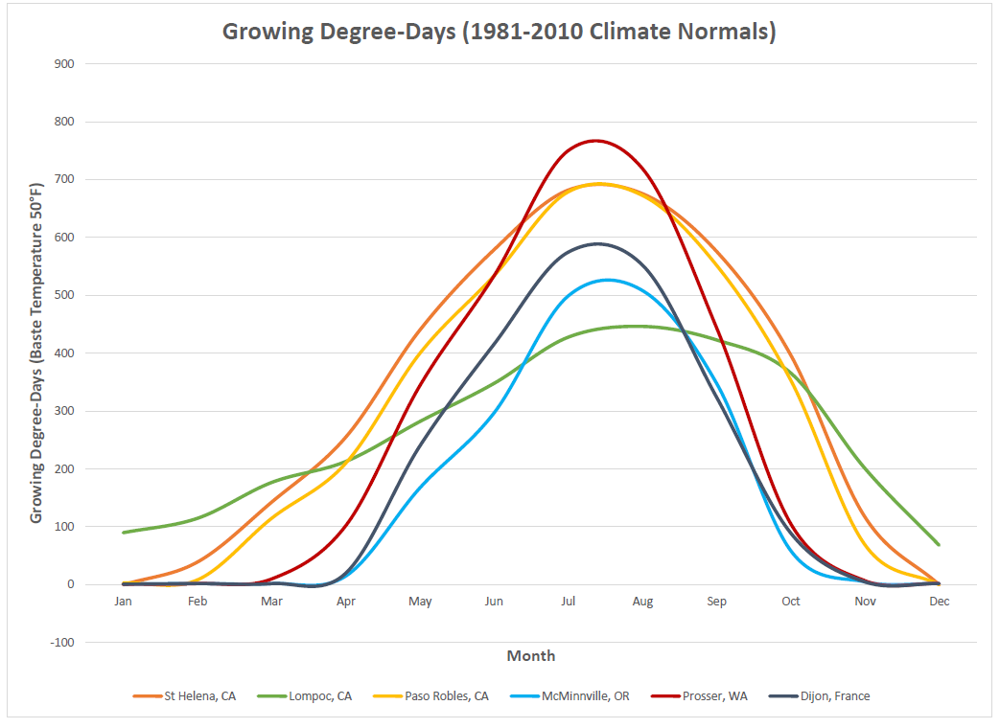 Growing Degree-Days (1981-2010 Climate Normals)
Growing Degree-Days (Baste Temperature 50°F)
900
800
700
600
500
400
300
200
100
0
-100
Jan Feb Mar Apr May Jun Jul Aug Sep Oct Nov Dec
Month
St Helena, CA Lompoc, CA Paso Robles, CA McMinnville, OR Prosser, WA Dijon, France